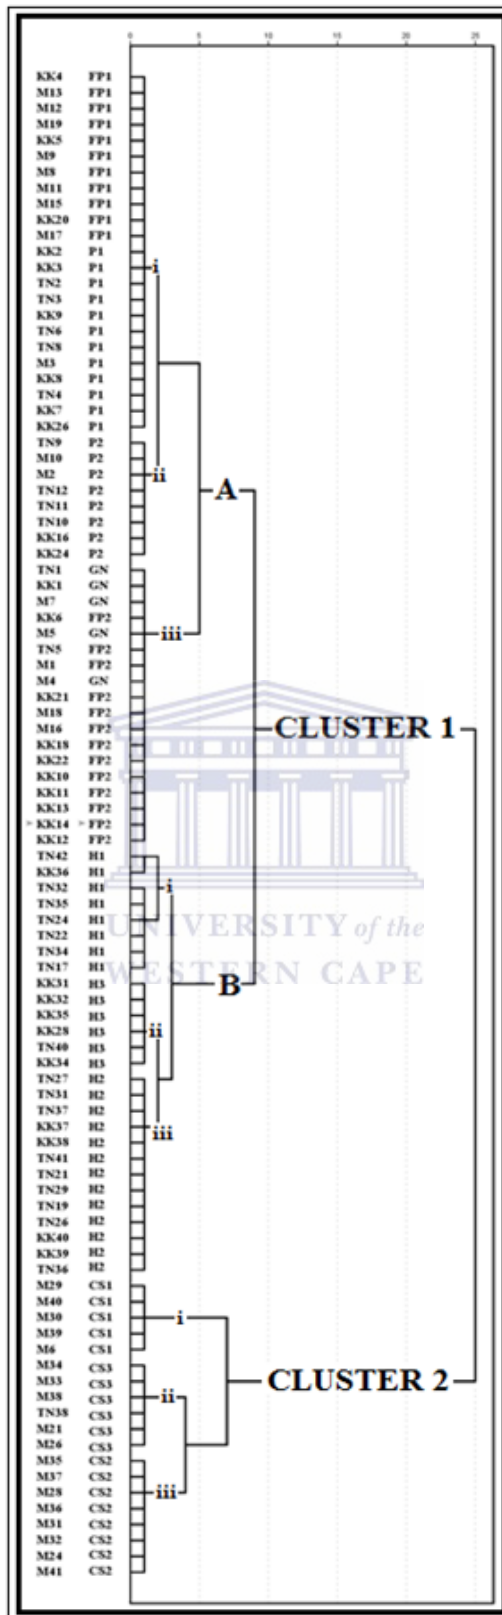 0 5 10 15 20 25
KK4 FP1
M13 FP1
M12 FP1
M19 FP1
KK5 FP1
M9 FP1
M8 FP1
M11 FP1
M15 FP1
KK20 FP1
M17 FP1
KK2 P1
KK3 P1 i
TN2 P1
TN3 P1
KK9 P1
TN6 P1
TN8 P1
M3 P1
KK8 P1
TN4 P1
KK7 P1
KK26 P1
TN9 P2
M10 P2
M2 P2 ii
TN12 P2 A
TN11 P2
TN10 P2
KK16 P2
KK24 P2
TN1 GN
KK1 GN
M7 GN
KK6 FP2
M5 GN iii
TN5 FP2
M1 FP2
M4 GN
KK21 FP2
M18 FP2
M16 FP2 CLUSTER 1
KK18 FP2
KK22 FP2
KK10 FP2
KK11 FP2
KK13 FP2
> KK14 > FP2
KK12 FP2
TN42 H1
KK36 H1
TN32 H1 i
TN35 H1
TN24 H1
TN22 H1
UNIVERSITY of the
TN34 H1
TN17 H1
WESTERN CAPE
KK31 H3 B
KK32 H3
KK35 H3
KK28 H3 ii
TN40 H3
KK34 H3
TN27 H2
TN31 H2
TN37 H2
KK37 H2 iii
KK38 H2
TN41 H2
TN21 H2
TN29 H2
TN19 H2
TN26 H2
KK40 H2
KK39 H2
TN36 H2
M29 CS1
M40 CS1
M30 CS1 i
M39 CS1
M6 CS1
M34 CS3
M33 CS3 CLUSTER 2
M38 CS3 ii
TN38 CS3
M21 CS3
M26 CS3
M35 CS2
M37 CS2
M28 CS2 iii
M36 CS2
M31 CS2
M32 CS2
M24 CS2
M41 CS2